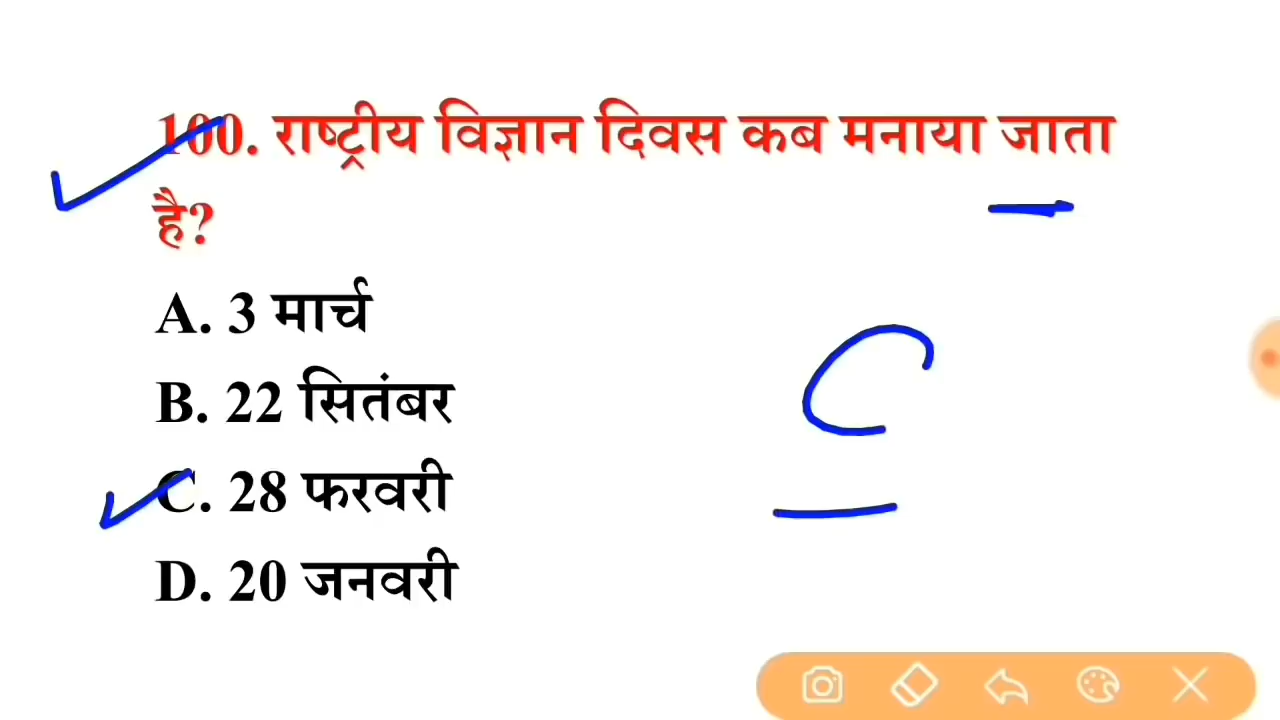 100. राष्ट्रीय विज्ञान दिवस कब मनाया जाता
है?
A. 3 मार्च
B. 22 सितंबर
C
C. 28 फरवरी
D. 20 जनवरी